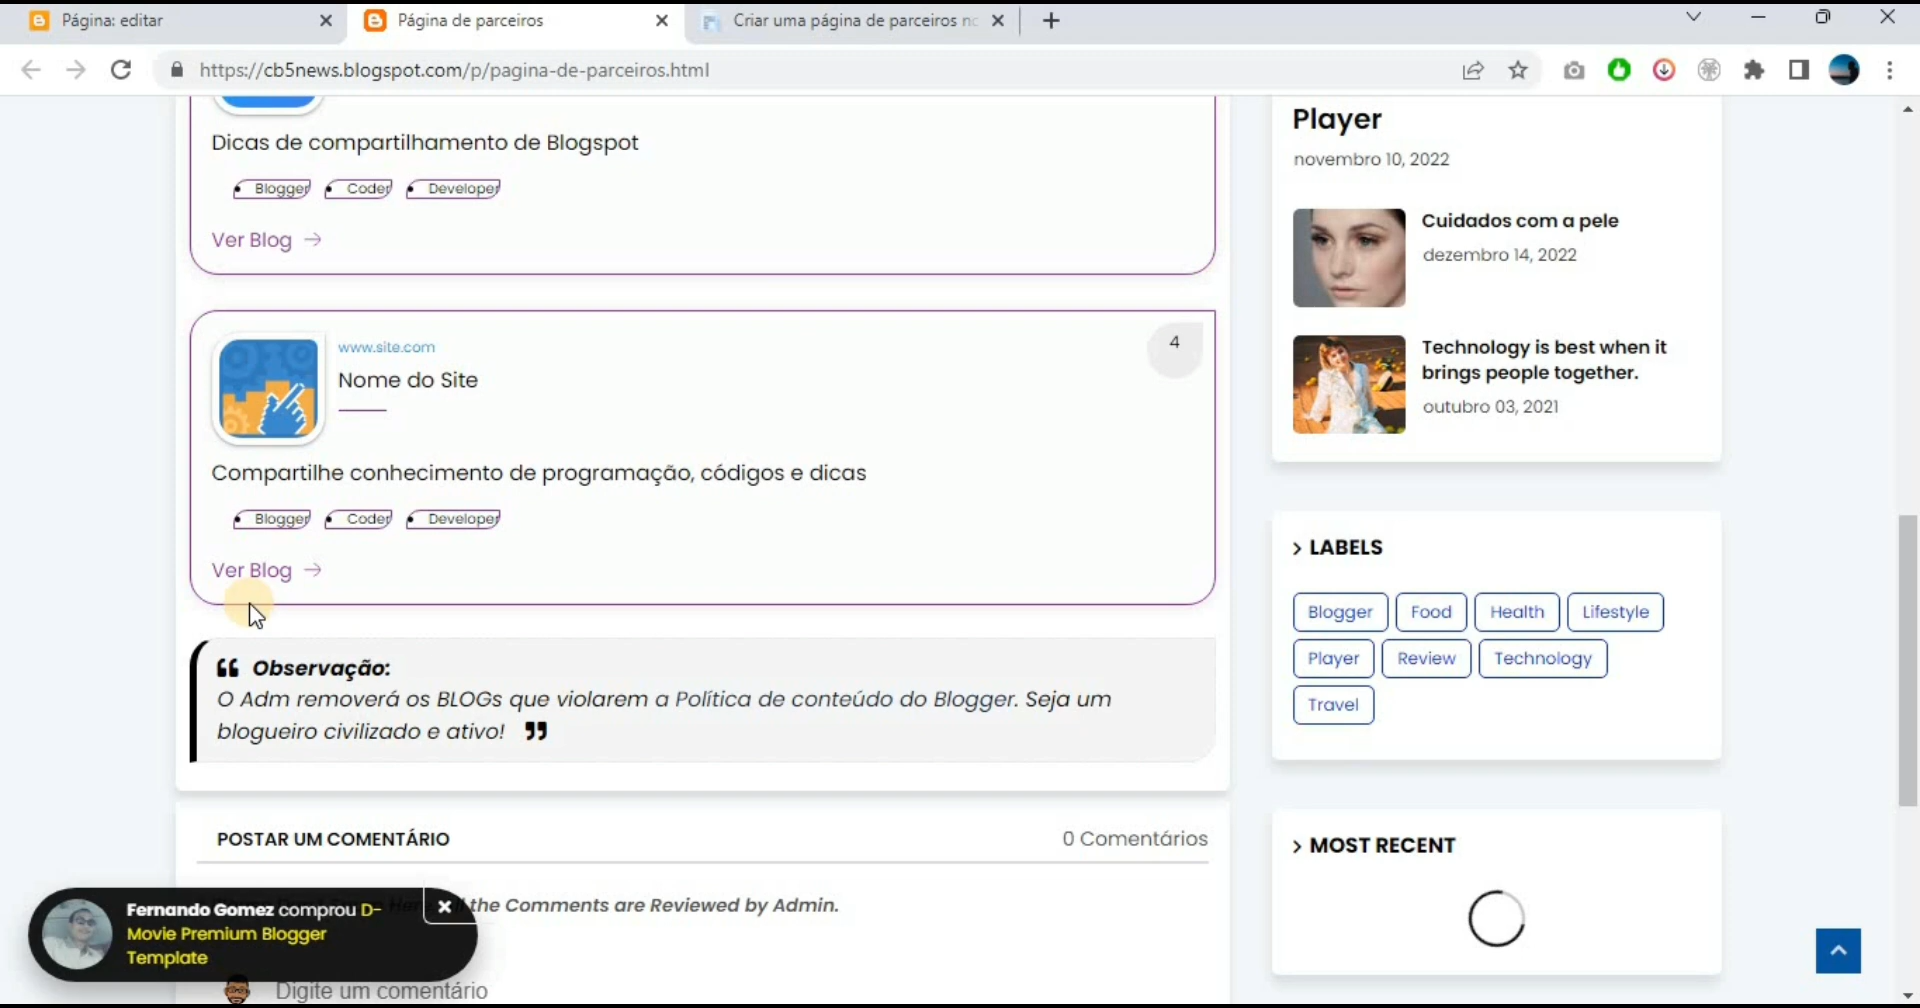 Página: editar
Página de parceiros
Criar uma página de parceiros no
https://cb5news.blogspot.com/p/pagina-de-parceiros.html
Dicas de compartilhamento de Blogspot
Blogger Coder Developer
Ver Blog →
4
www.site.com
Nome do Site
Compartilhe conhecimento de programação, códigos e dicas
Blogger Coder Developer
Ver Blog →
Observação:
O Adm removerá os BLOGs que violarem a Política de conteúdo do Blogger. Seja um
blogueiro civilizado e ativo!
POSTAR UM COMENTÁRIO
0 Comentários
the Comments are Reviewed by Admin.
Fernando Gomez comprou D-
Movie Premium Blogger
Template
Digite um comentário
Player
novembro 10, 2022
Cuidados com a pele
dezembro 14, 2022
Technology is best when it
brings people together.
outubro 03, 2021
> LABELS
Blogger Food Health Lifestyle
Player Review Technology
Travel
> MOST RECENT